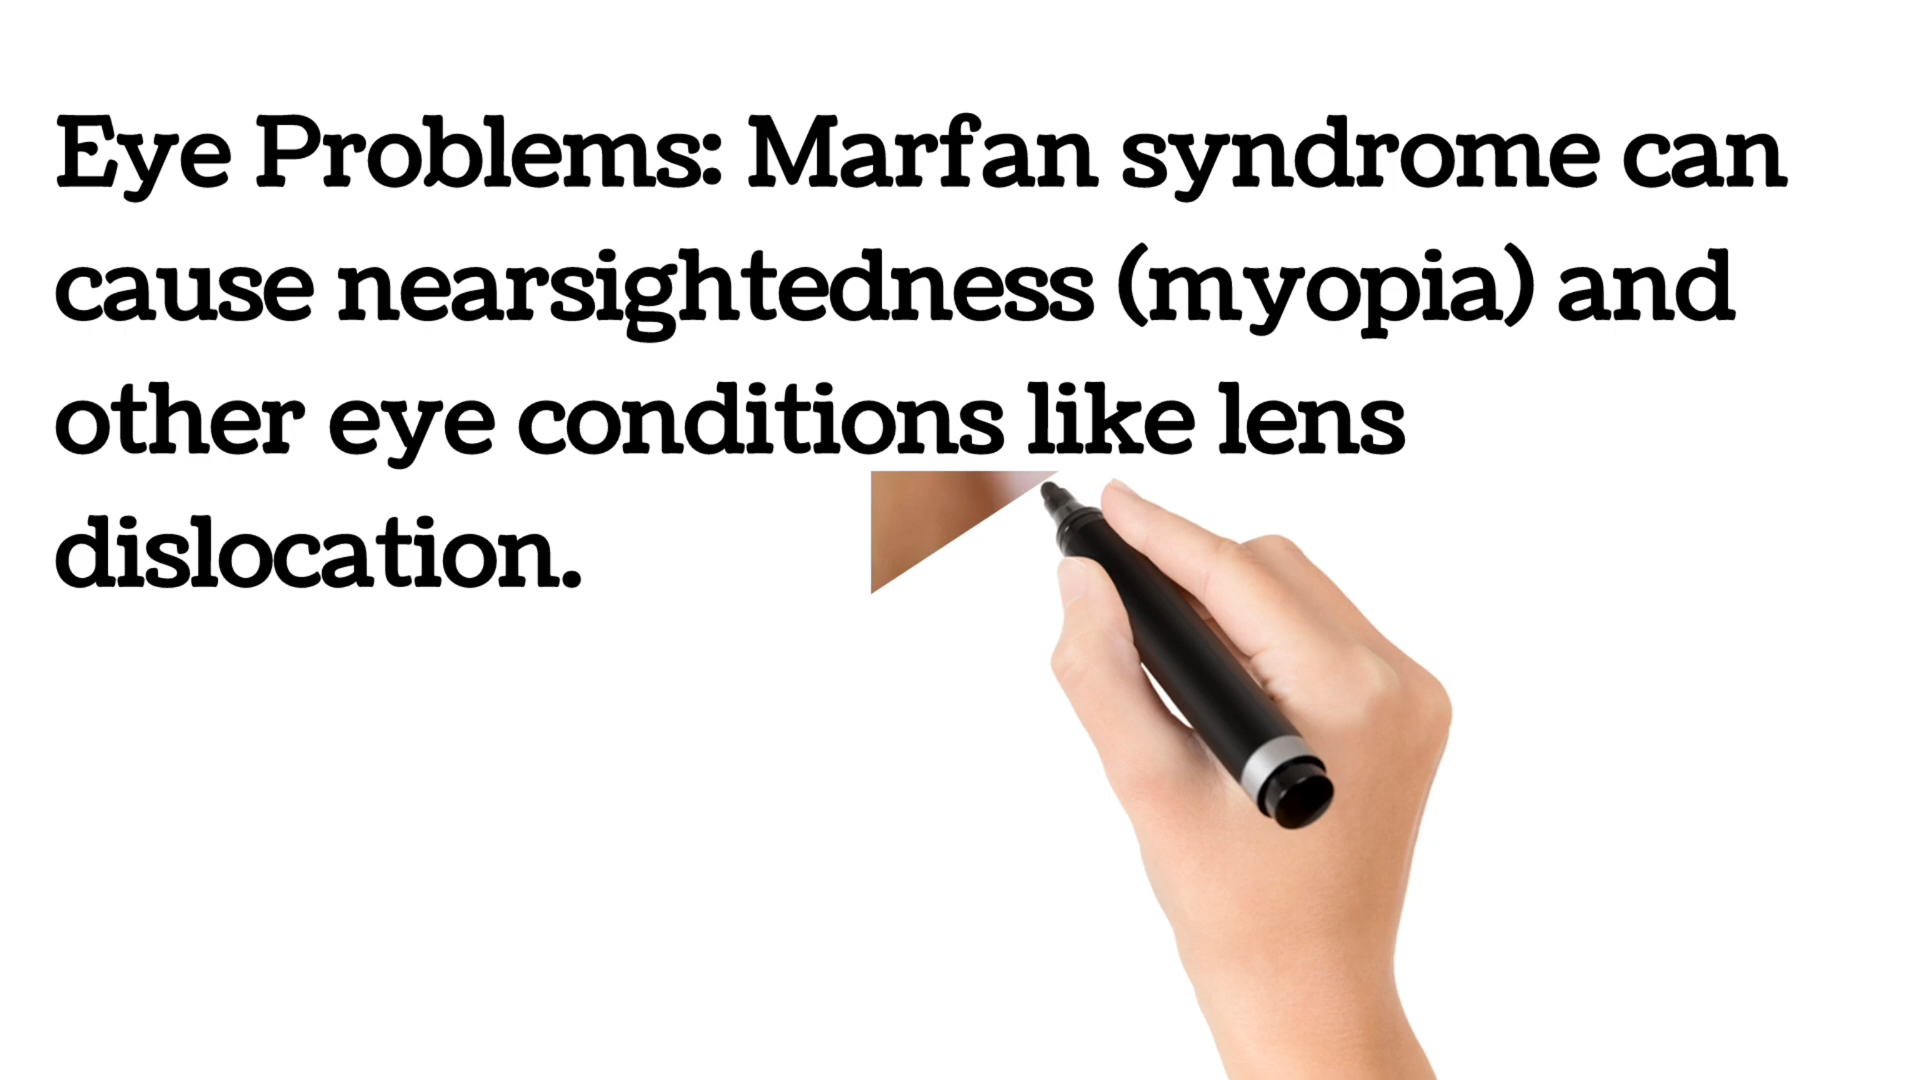 Eye Problems: Marfan syndrome can
cause nearsightedness (myopia) and
other eye conditions like lens
dislocation.